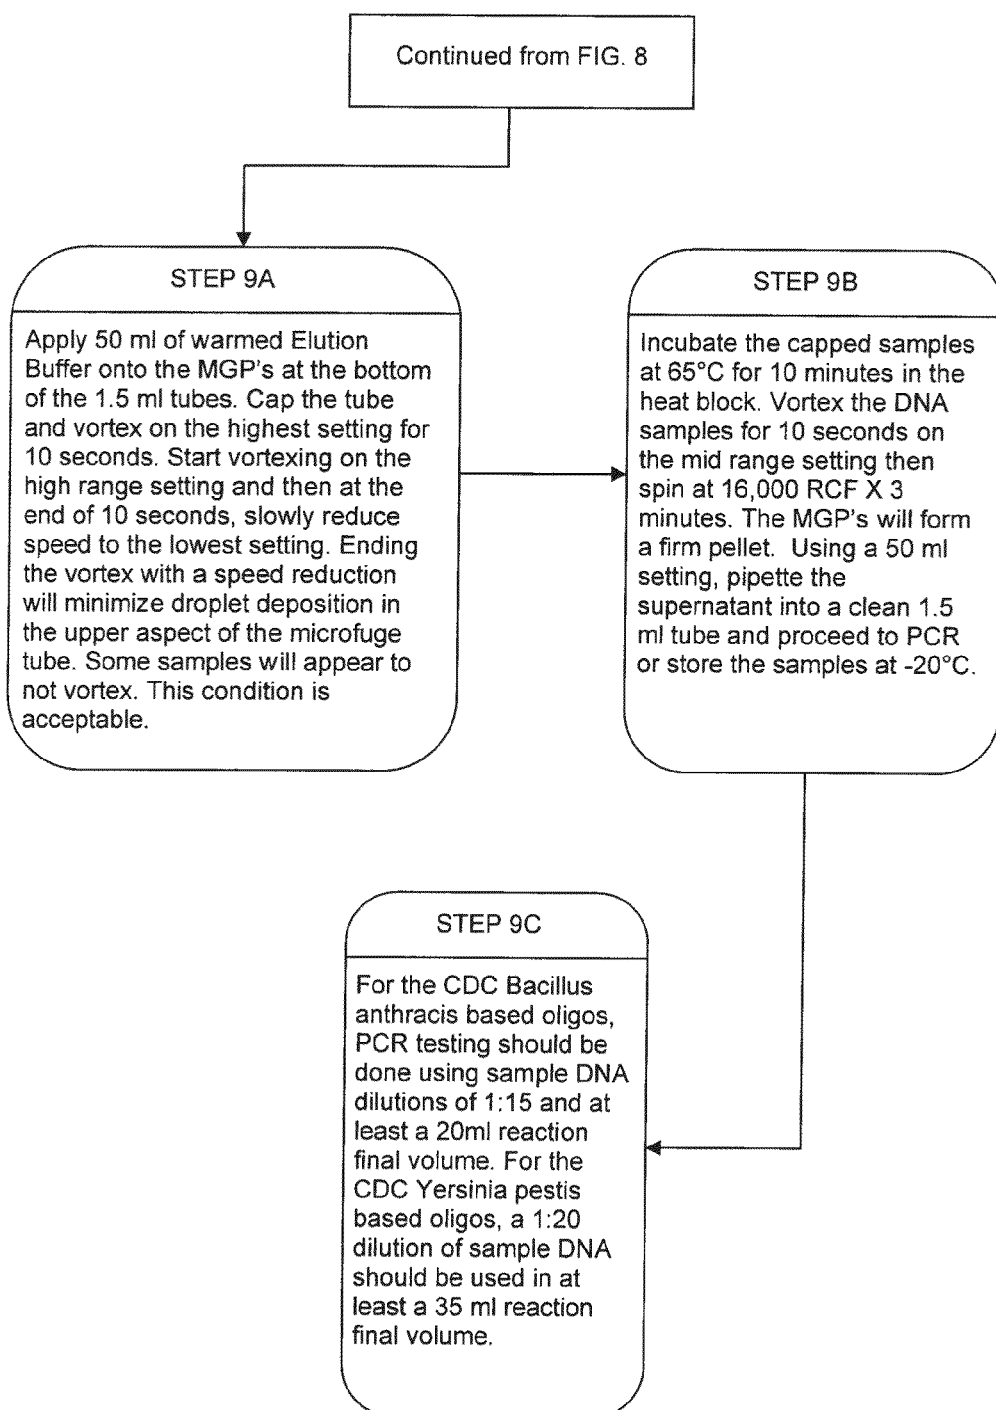 Continued from FIG. 8
STEP 9A
Apply 50 ml of warmed Elution
Buffer onto the MGP's at the bottom
of the 1.5 ml tubes. Cap the tube
and vortex on the highest setting for
10 seconds. Start vortexing on the
high range setting and then at the
end of 10 seconds, slowly reduce
speed to the lowest setting. Ending
the vortex with a speed reduction
will minimize droplet deposition in
the upper aspect of the microfuge
tube. Some samples will appear to
not vortex. This condition is
acceptable.
STEP 9B
Incubate the capped samples
at 65°C for 10 minutes in the
heat block. Vortex the DNA
samples for 10 seconds on
the mid range setting then
spin at 16,000 RCF X 3
minutes. The MGP's will form
a firm pellet. Using a 50 ml
setting, pipette the
supernatant into a clean 1.5
ml tube and proceed to PCR
or store the samples at -20°C.
STEP 9C
For the CDC Bacillus
anthracis based oligos,
PCR testing should be
done using sample DNA
dilutions of 1:15 and at
least a 20ml reaction
final volume. For the
CDC Yersinia pestis
based oligos, a 1:20
dilution of sample DNA
should be used in at
least a 35 ml reaction
final volume.